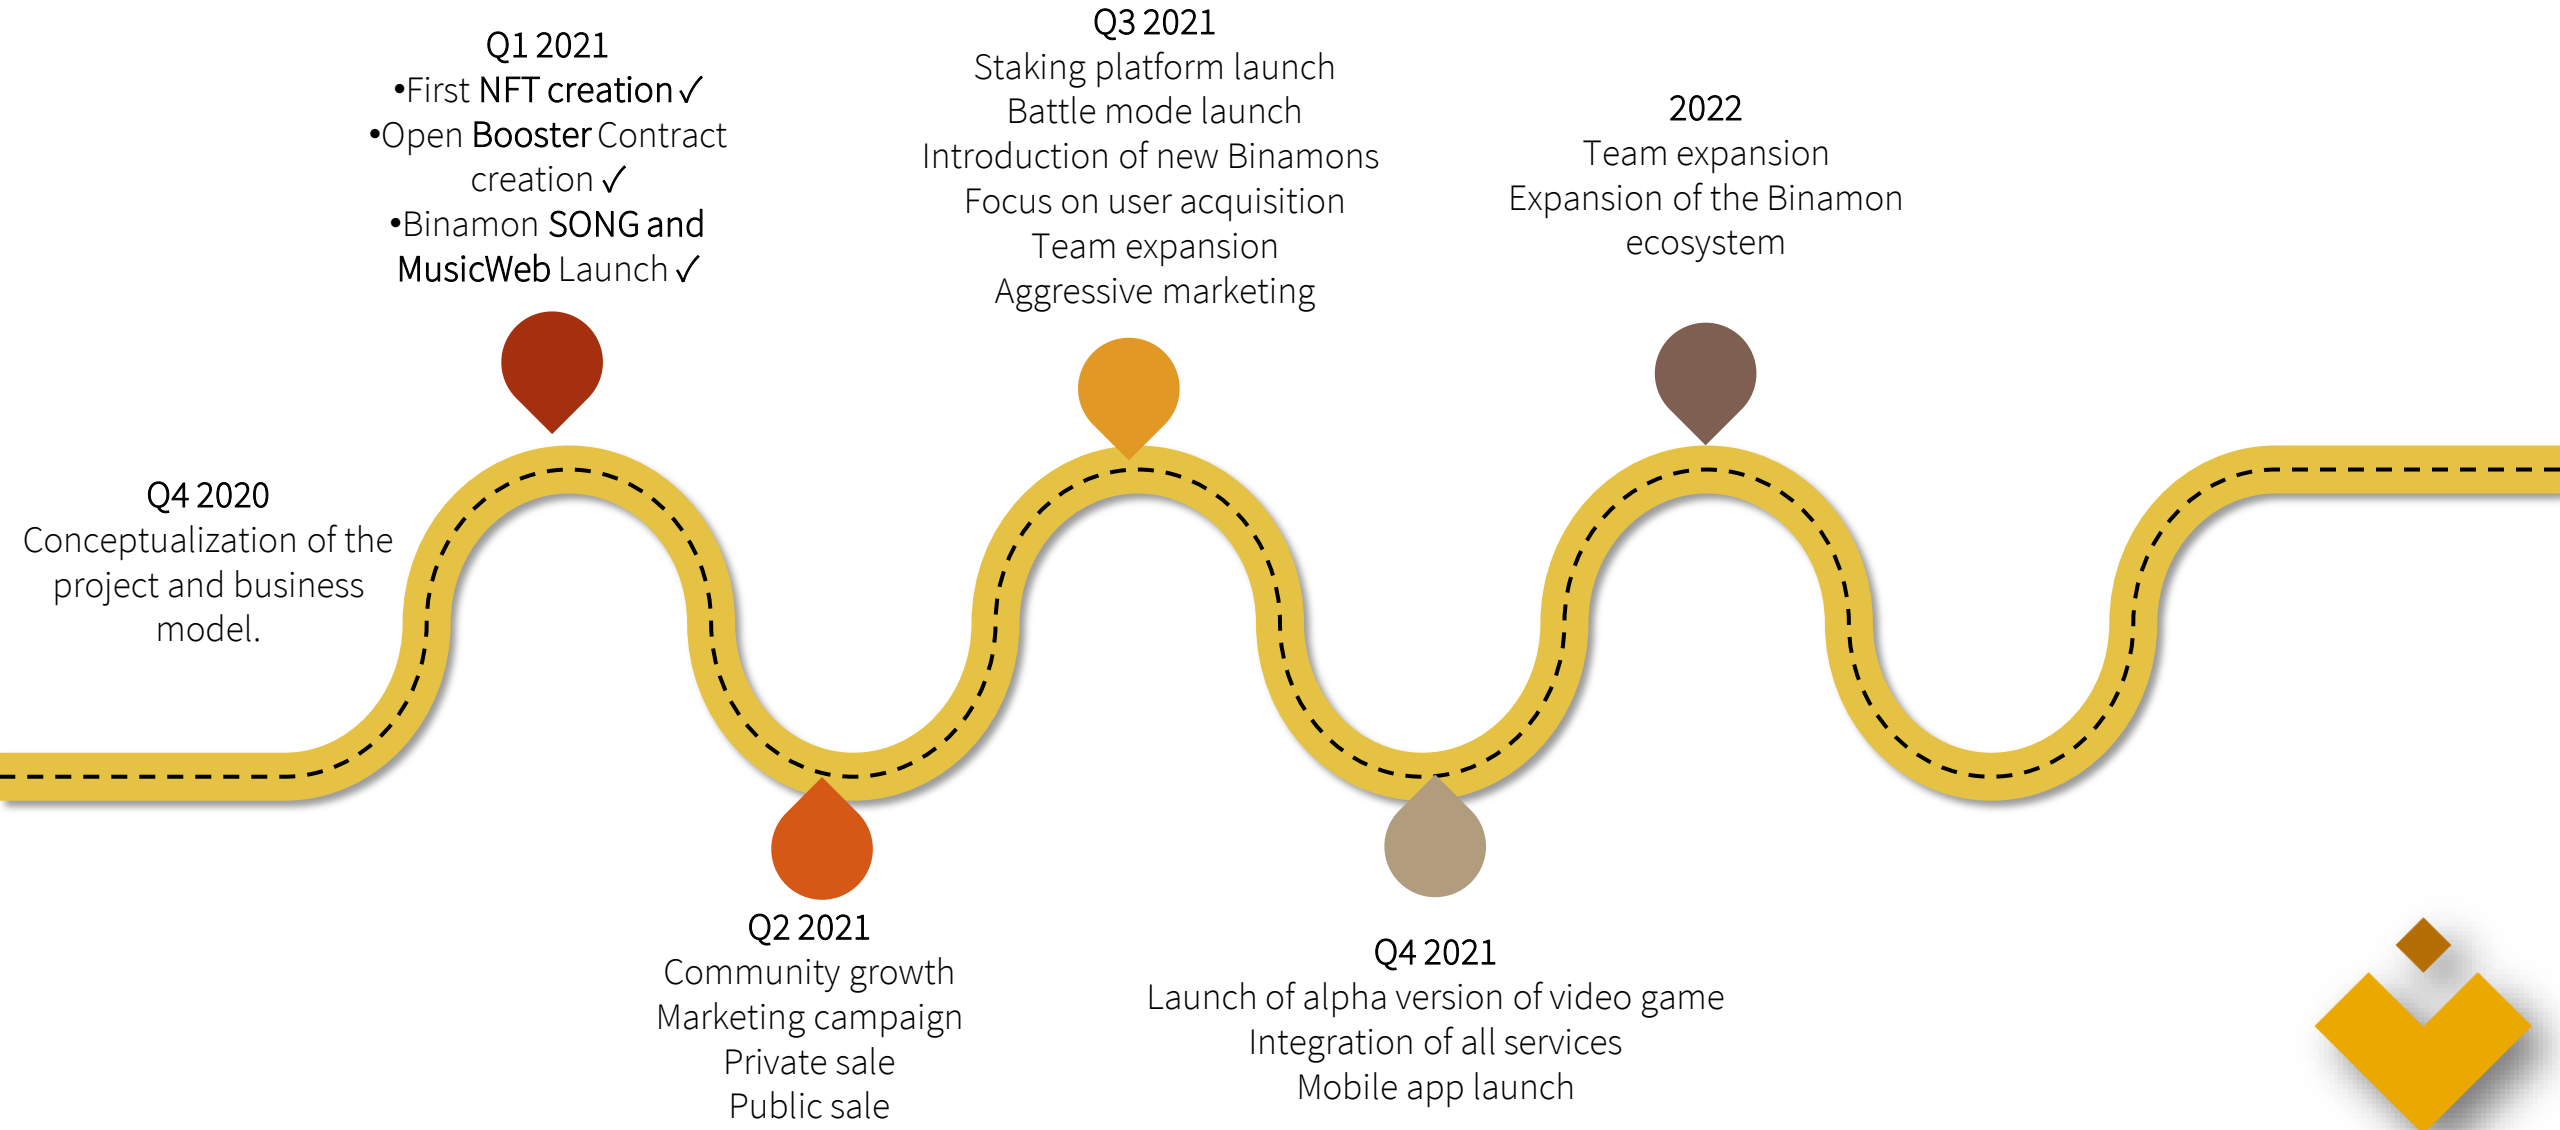 Q4 2020
Conceptualization of the
project and business
model.
Q1 2021
•First NFT creation ✓
•Open Booster Contract
creation ✓
•Binamon SONG and
MusicWeb Launch ✓
Q2 2021
Community growth
Marketing campaign
Private sale
Public sale
Q3 2021
Staking platform launch
Battle mode launch
Introduction of new Binamons
Focus on user acquisition
Team expansion
Aggressive marketing
Q4 2021
Launch of alpha version of video game
Integration of all services
Mobile app launch
2022
Team expansion
Expansion of the Binamon
ecosystem